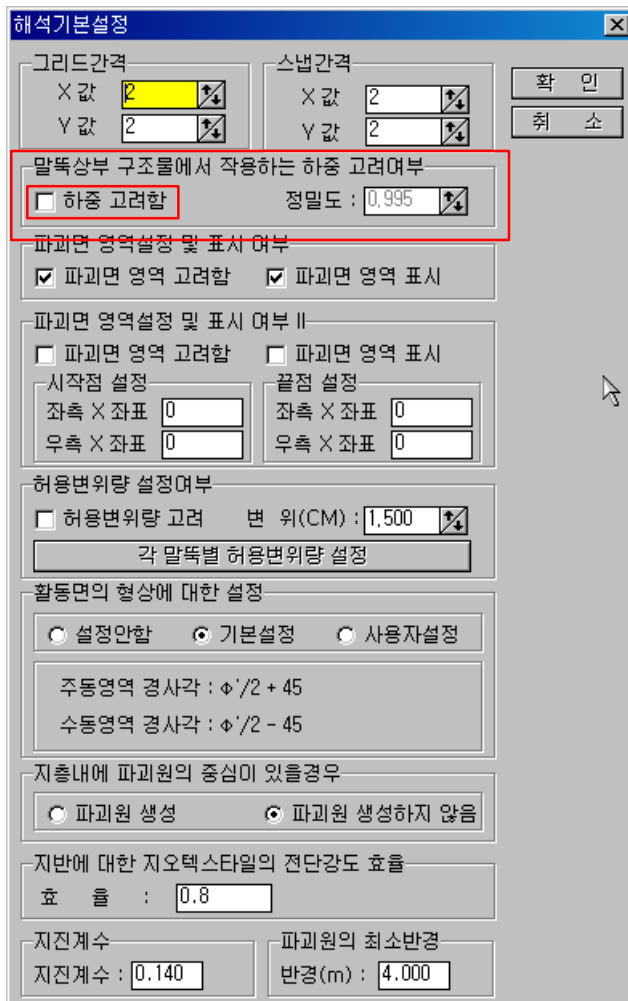 해석기본설정
그리드간격 스냅간격
X 값 2 X 값 2 확 인
Y 값 2 Y 값 2 취 소
말뚝상부 구조물에서 작용하는 하중 고려여부
하중 고려함 정밀도 : 0,995
파괴면 영역설정 및 표시 여부
파괴면 영역 고려함 파괴면 영역 표시
파괴면 영역설정 및 표시 여부 II
파괴면 영역 고려함 파괴면 영역 표시
시작점 설정 끝점 설정
좌측 X 좌표 0 좌측 X 좌표 0
우측 X 좌표 0 우측 X 좌표 0
허용변위량 설정여부
허용변위량 고려 변 위(CM) : 1,500
각 말뚝별 허용변위량 설정
활동면의 형상에 대한 설정
설정안함 기본설정 사용자설정
주동영역 경사각 : Φ'/2 + 45
수동영역 경사각 : Φ'/2 - 45
지층내에 파괴원의 중심이 있을경우
파괴원 생성 파괴원 생성하지 않음
지반에 대한 지오텍스타일의 전단강도 효율
효 율 : 0.8
지진계수 파괴원의 최소반경
지진계수 : 0.140 반경(m) : 4.000